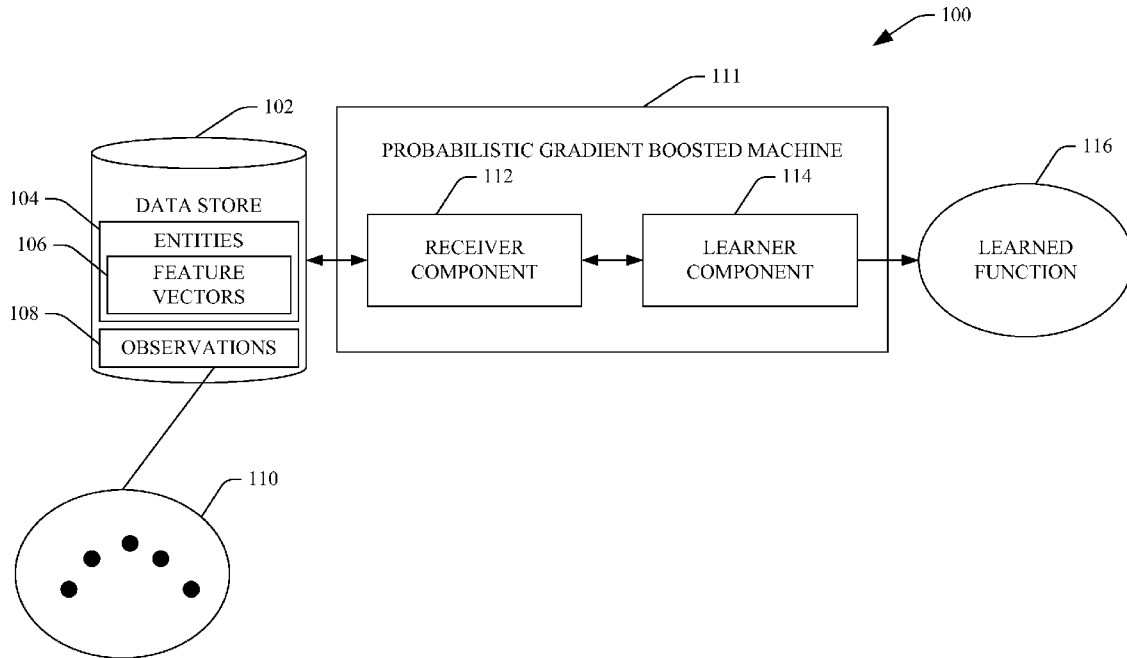 100
111
102
PROBABILISTIC GRADIENT BOOSTED MACHINE
116
104
DATA STORE
112
114
ENTITIES
106
FEATURE
VECTORS
RECEIVER
COMPONENT
LEARNER
COMPONENT
LEARNED
FUNCTION
108
OBSERVATIONS
110